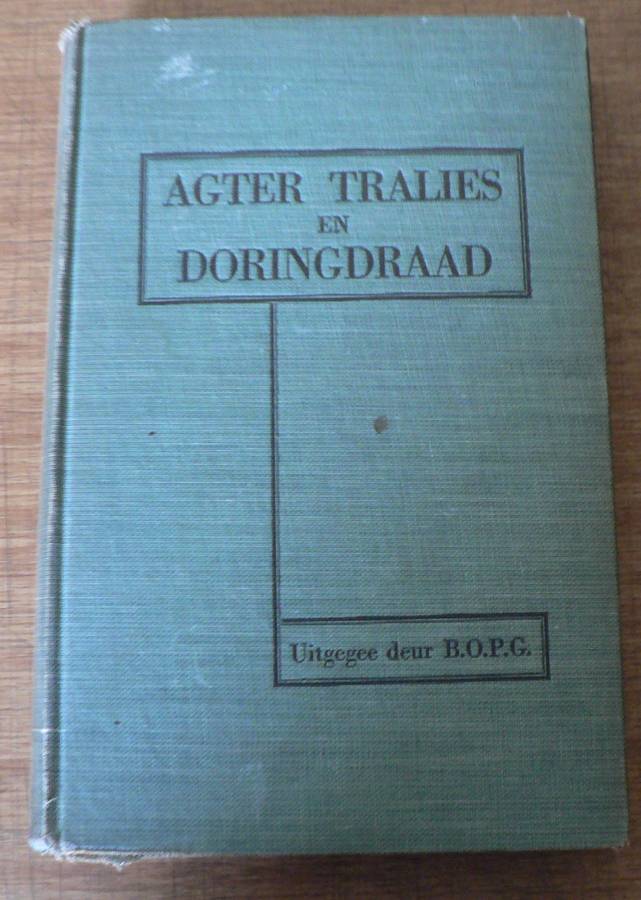 AGTER TRALIES
EN
DORINGDRAAD
Uitgegee deur B.O.P.G.